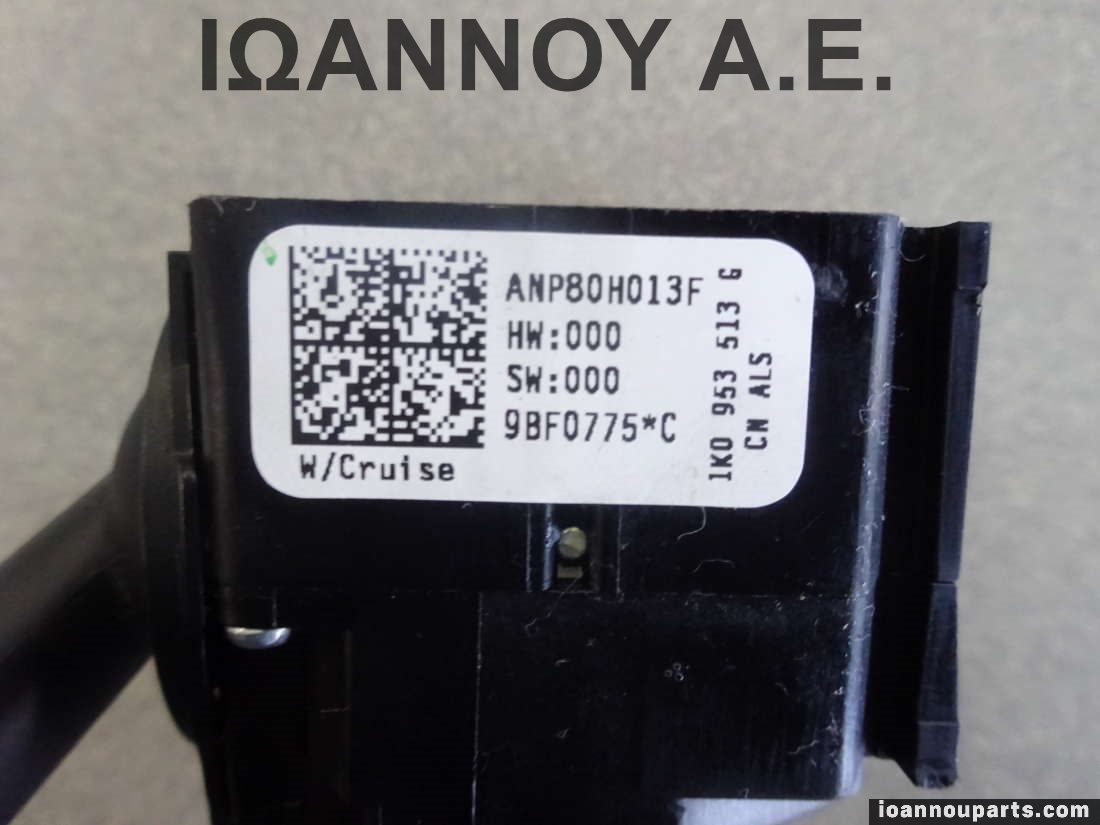 ΙΩΑΝΝΟΥ Α.Ε.
ANP80H013F
HW:000
SW:000
9BF0775*C
W/Cruise
1K0 953 513 G
CN ALS
ioannouparts.com